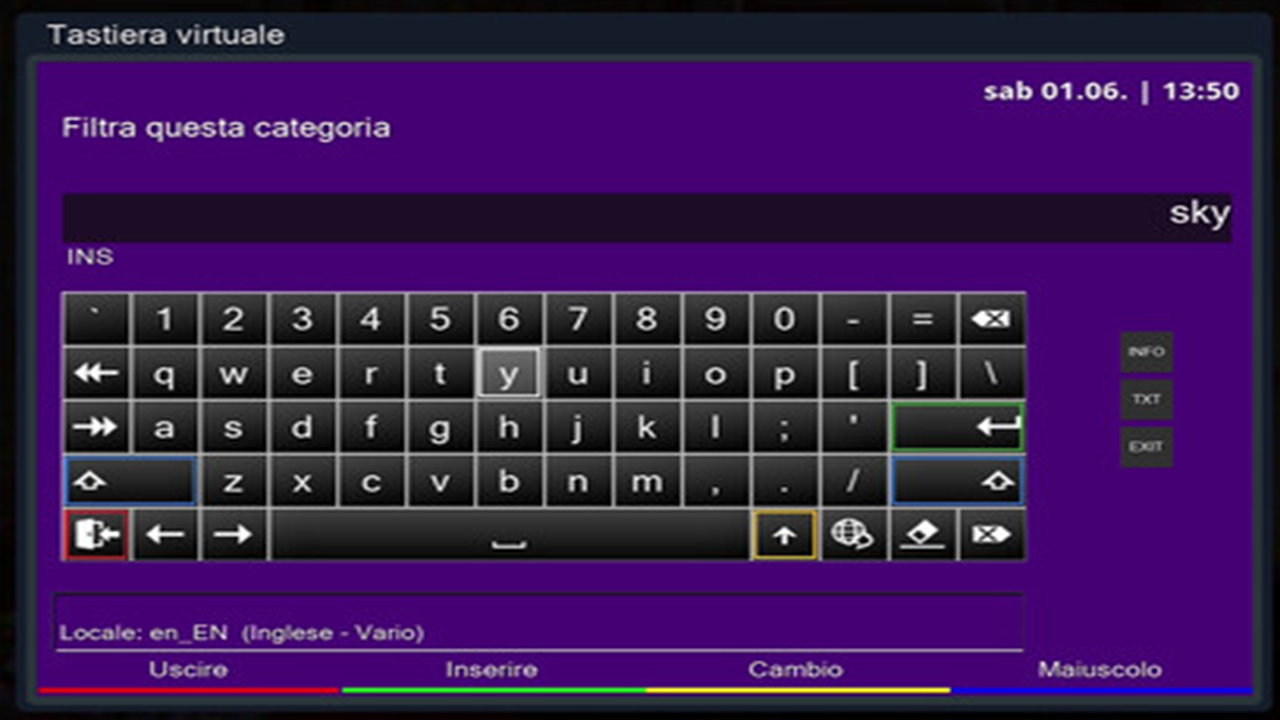 Tastiera virtuale
sab 01.06. | 13:50
Filtra questa categoria
sky
INS
` 1 2 3 4 5 6 7 8 9 0 - =
q w e r t y u i o p [ ] \
a s d f g h j k l ; '
z x c v b n m , . /
INFO
TXT
EXIT
Locale: en_EN (Inglese - Vario)
Uscire Inserire Cambio Maiuscolo